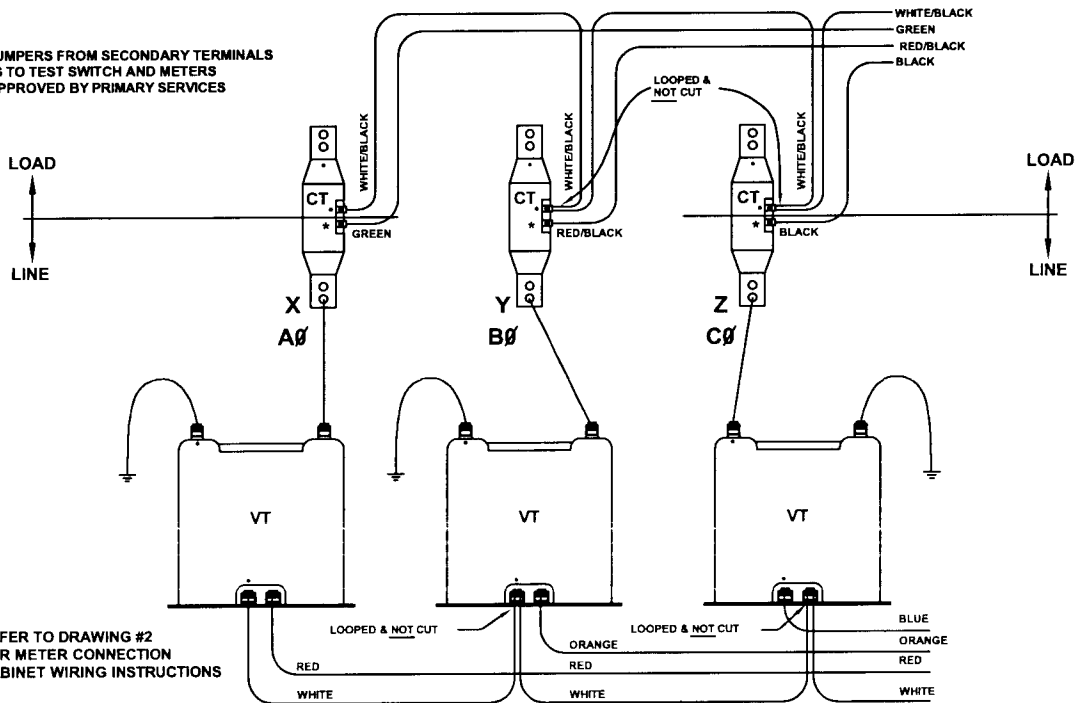 WHITE/BLACK
GREEN
RED/BLACK
BLACK
UMPERS FROM SECONDARY TERMINALS
S TO TEST SWITCH AND METERS
PPROVED BY PRIMARY SERVICES
LOOPED &
NOT CUT
WHITE/BLACK
WHITE/BLACK
WHITE/BLACK
LOAD
LINE
LOAD
LINE
CT
*
GREEN
CT
*
RED/BLACK
CT
*
BLACK
X
AØ
Y
BØ
Z
CØ
VT
VT
VT
FER TO DRAWING #2
R METER CONNECTION
BINET WIRING INSTRUCTIONS
LOOPED & NOT CUT
LOOPED & NOT CUT
BLUE
ORANGE
ORANGE
RED
RED
RED
WHITE
WHITE
WHITE